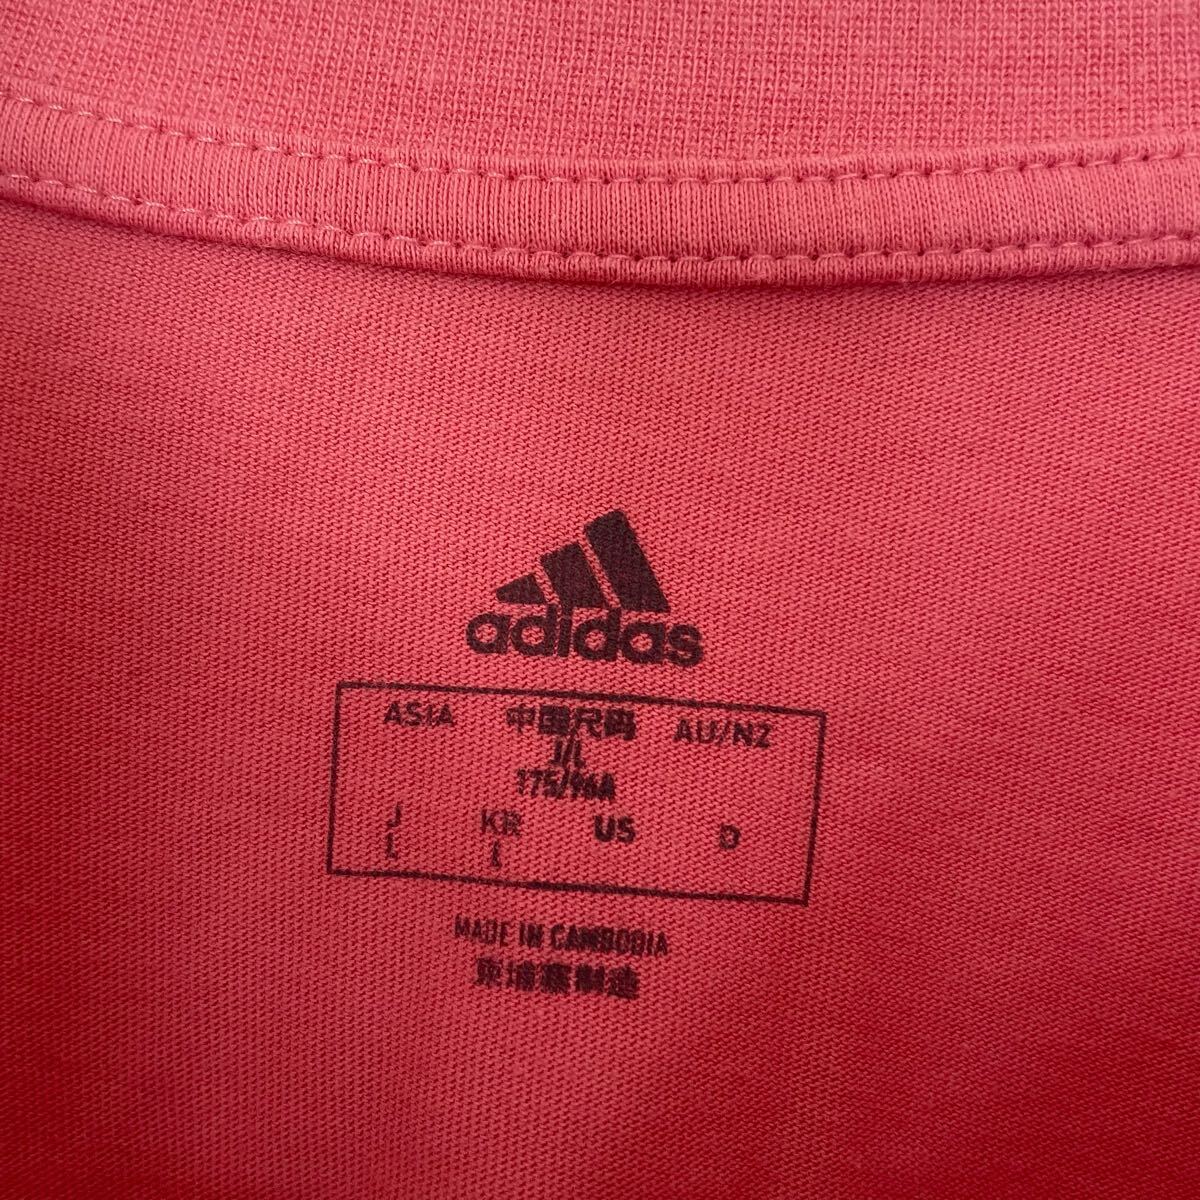 adidas
ASIA 中国尺码 AU/NZ
J/L
175/96A
J KR US D
L L
MADE IN CAMBODIA
柬埔寨制造